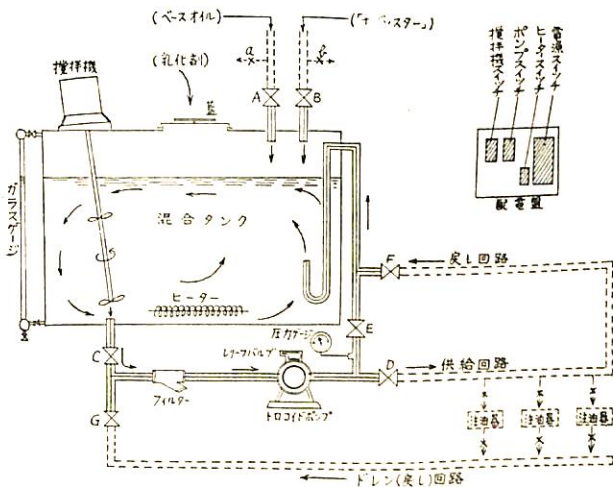 (ベースオイル)
a
b
(乳化剤)
蓋
撹拌機
A
B
ガラスゲージ
混合タンク
ヒーター
電源スイッチ
ヒータスイッチ
ポンプスイッチ
撹拌機スイッチ
配電盤
F
戻し回路
E
圧力ゲージ
レリーフバルブ
C
D
供給回路
フィルター
トロコイドポンプ
G
注油器
注油器
注油器
ドレン(戻し)回路